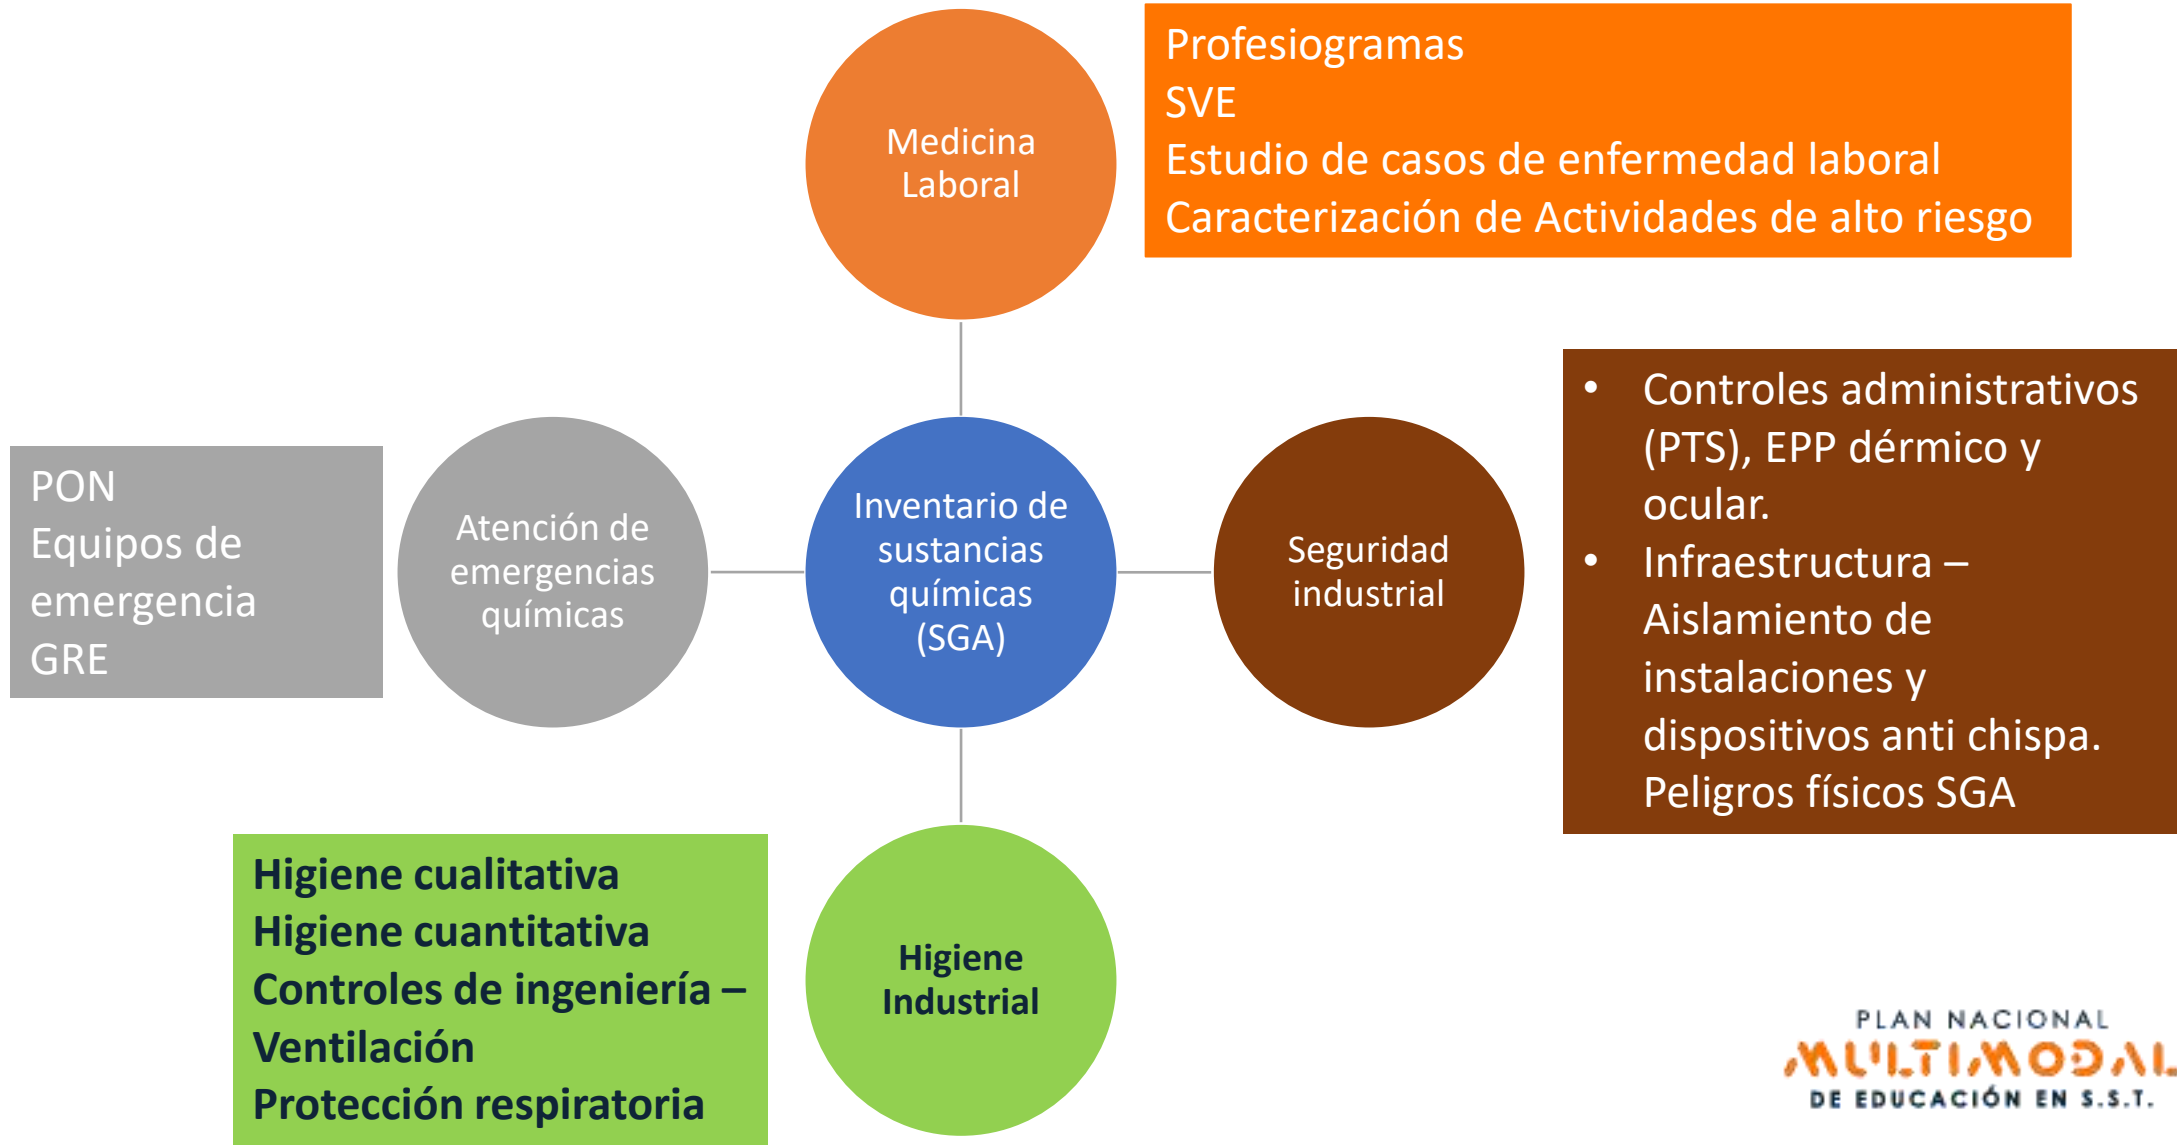 Medicina
Laboral
Profesiogramas
SVE
Estudio de casos de enfermedad laboral
Caracterización de Actividades de alto riesgo
PON
Equipos de
emergencia
GRE
Atención de
emergencias
químicas
Inventario de
sustancias
químicas
(SGA)
Seguridad
industrial
• Controles administrativos
(PTS), EPP dérmico y
ocular.
• Infraestructura –
Aislamiento de
instalaciones y
dispositivos anti chispa.
Peligros físicos SGA
Higiene cualitativa
Higiene cuantitativa
Controles de ingeniería –
Ventilación
Protección respiratoria
Higiene
Industrial
PLAN NACIONAL
MULTIMODAL
DE EDUCACIÓN EN S.S.T.